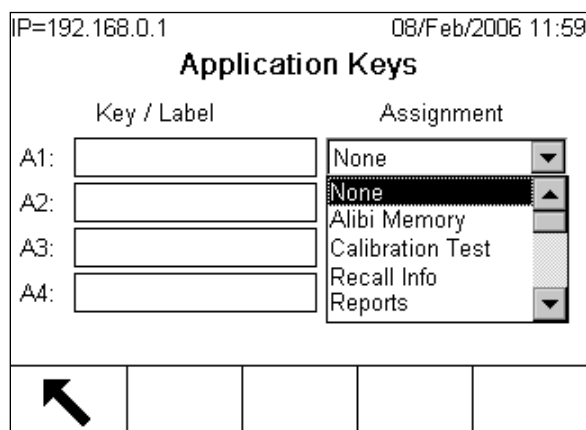 IP=192.168.0.1 08/Feb/2006 11:59
Application Keys
Key / Label Assignment
A1: None
None
A2:
Alibi Memory
A3: Calibration Test
Recall Info
A4: Reports